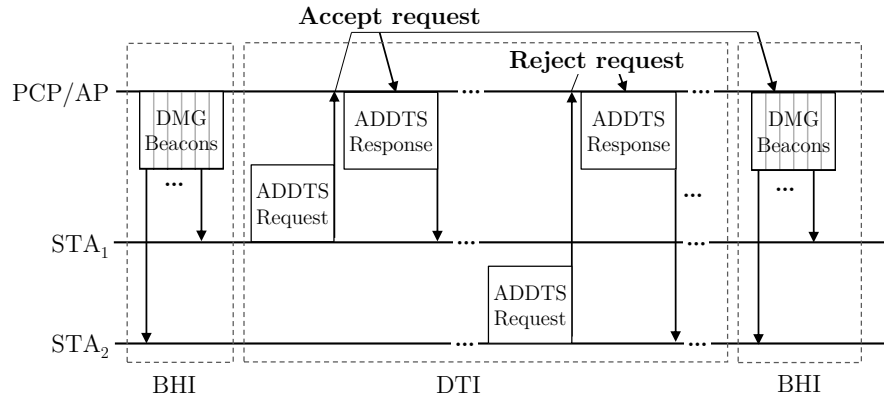 Accept request
Reject request
PCP/AP
DMG
Beacons
...
ADDTS
Response
...
ADDTS
Response
...
DMG
Beacons
...
ADDTS
Request
...
STA1
...
...
ADDTS
Request
STA2
...
...
BHI
DTI
BHI